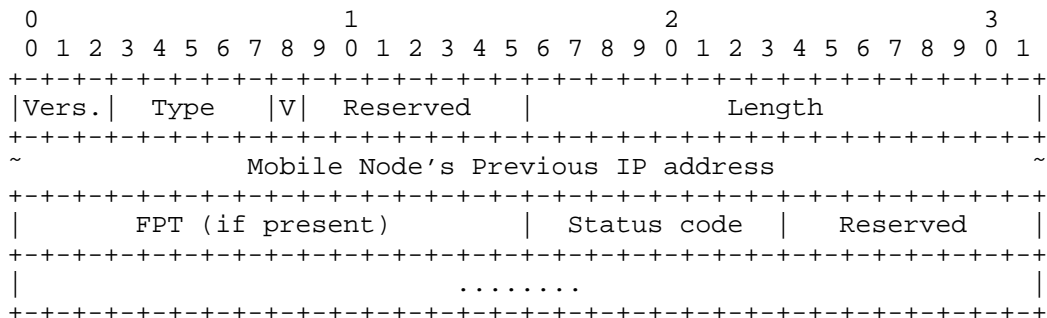 0                   1                   2                   3
 0 1 2 3 4 5 6 7 8 9 0 1 2 3 4 5 6 7 8 9 0 1 2 3 4 5 6 7 8 9 0 1
+-+-+-+-+-+-+-+-+-+-+-+-+-+-+-+-+-+-+-+-+-+-+-+-+-+-+-+-+-+-+-+-+
|Vers.|  Type   |V|  Reserved   |            Length             |
+-+-+-+-+-+-+-+-+-+-+-+-+-+-+-+-+-+-+-+-+-+-+-+-+-+-+-+-+-+-+-+-+
~              Mobile Node's Previous IP address                ~
+-+-+-+-+-+-+-+-+-+-+-+-+-+-+-+-+-+-+-+-+-+-+-+-+-+-+-+-+-+-+-+-+
|       FPT (if present)        |  Status code  |   Reserved    |
+-+-+-+-+-+-+-+-+-+-+-+-+-+-+-+-+-+-+-+-+-+-+-+-+-+-+-+-+-+-+-+-+
|                           ........                            |
+-+-+-+-+-+-+-+-+-+-+-+-+-+-+-+-+-+-+-+-+-+-+-+-+-+-+-+-+-+-+-+-+